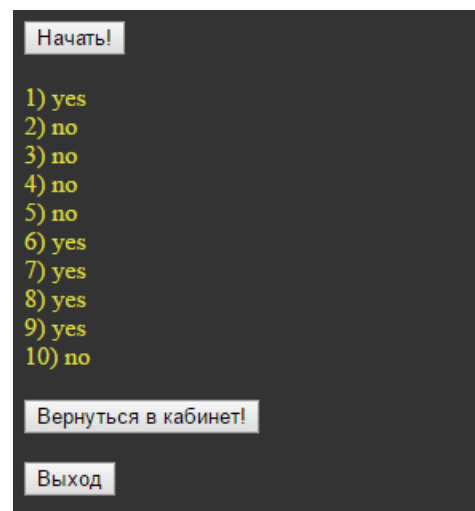 Начать!
1) yes
2) no
3) no
4) no
5) no
6) yes
7) yes
8) yes
9) yes
10) no
Вернуться в кабинет!
Выход